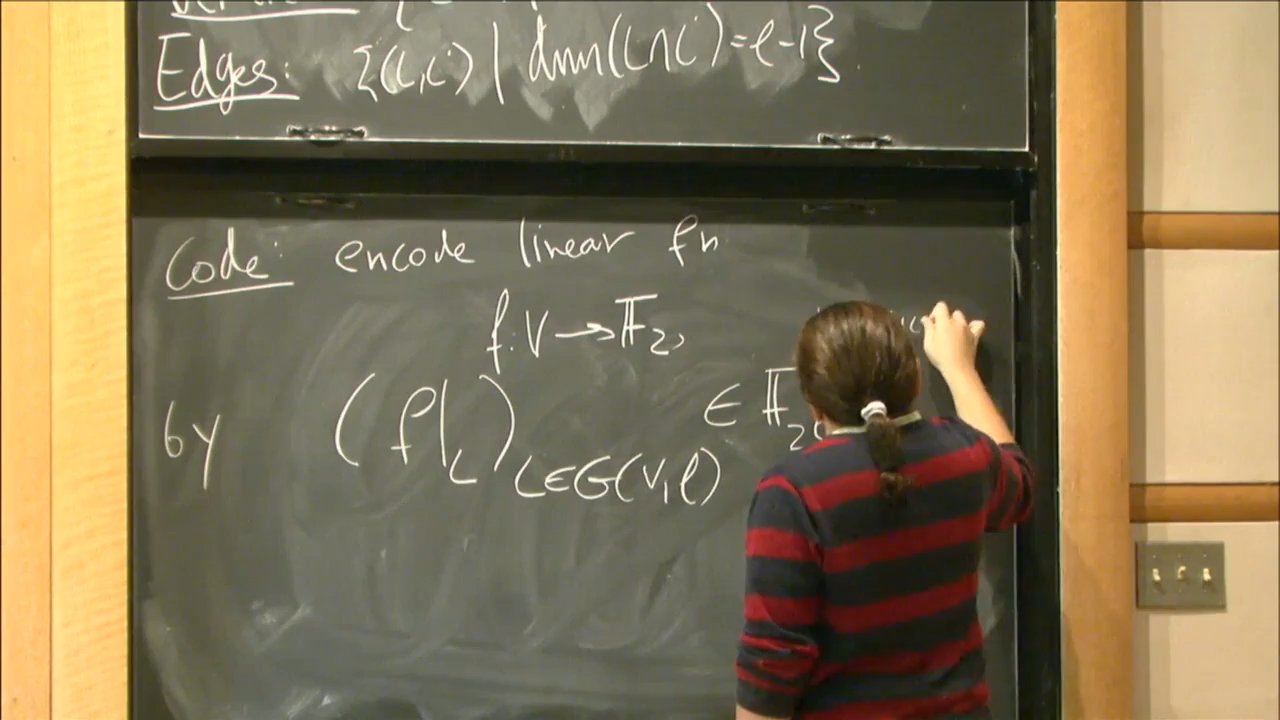 Edges: {(L,L') | dim(L∩L')=ℓ-1}.
Code: encode linear fn
f: V → 𝔽₂,
by (f|_L)_{L∈G(V,ℓ)} ∈ 𝔽₂